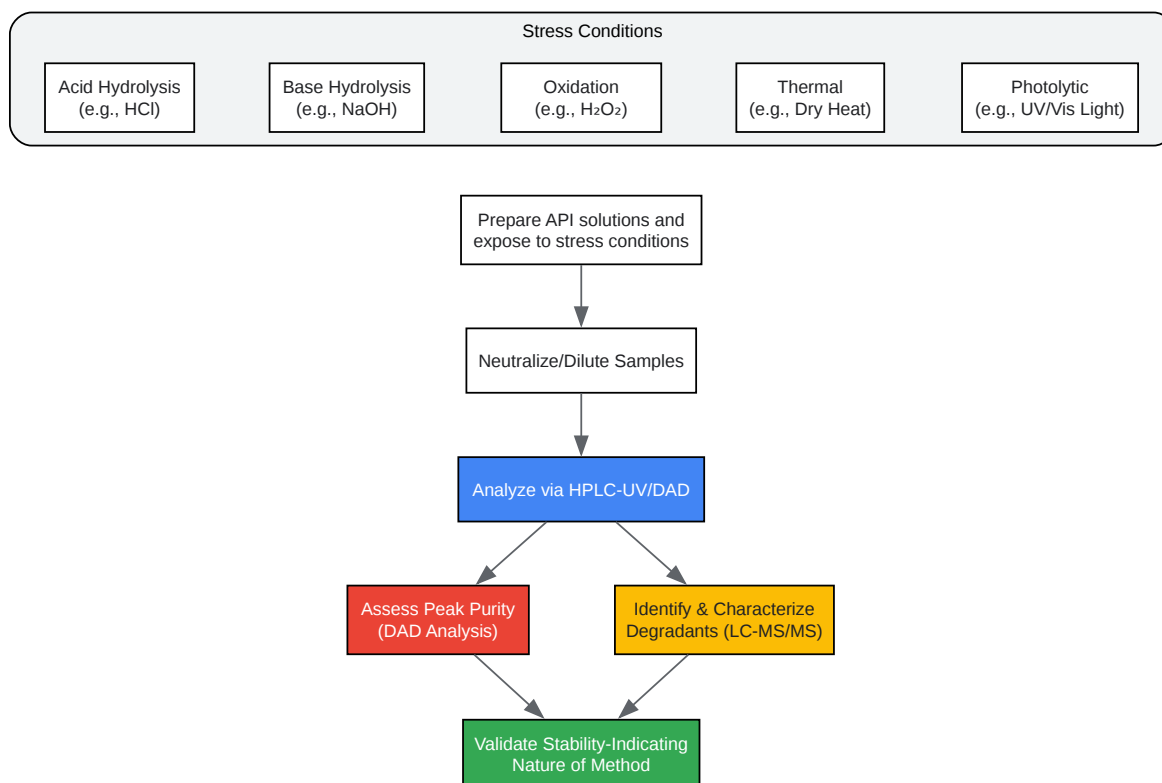 Stress Conditions
Acid Hydrolysis
(e.g., HCl)
Base Hydrolysis
(e.g., NaOH)
Oxidation
(e.g., H₂O₂)
Thermal
(e.g., Dry Heat)
Photolytic
(e.g., UV/Vis Light)
Prepare API solutions and
expose to stress conditions
Neutralize/Dilute Samples
Analyze via HPLC-UV/DAD
Assess Peak Purity
(DAD Analysis)
Identify & Characterize
Degradants (LC-MS/MS)
Validate Stability-Indicating
Nature of Method